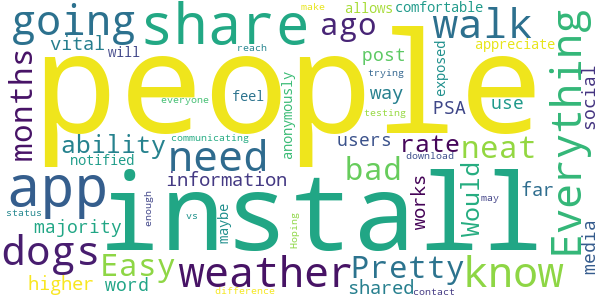 make allows comfortable
going share ago walk
vital will post appreciate
reach
people
months everyone communicating anonymously trying exposed Everything social
ability feel way PSA use
notified need users testing rate neat
app information bad download
status install works Would far
majority enough vs maybe Hoping may media
dogs Easy weather Pretty know
higher word difference shared contact